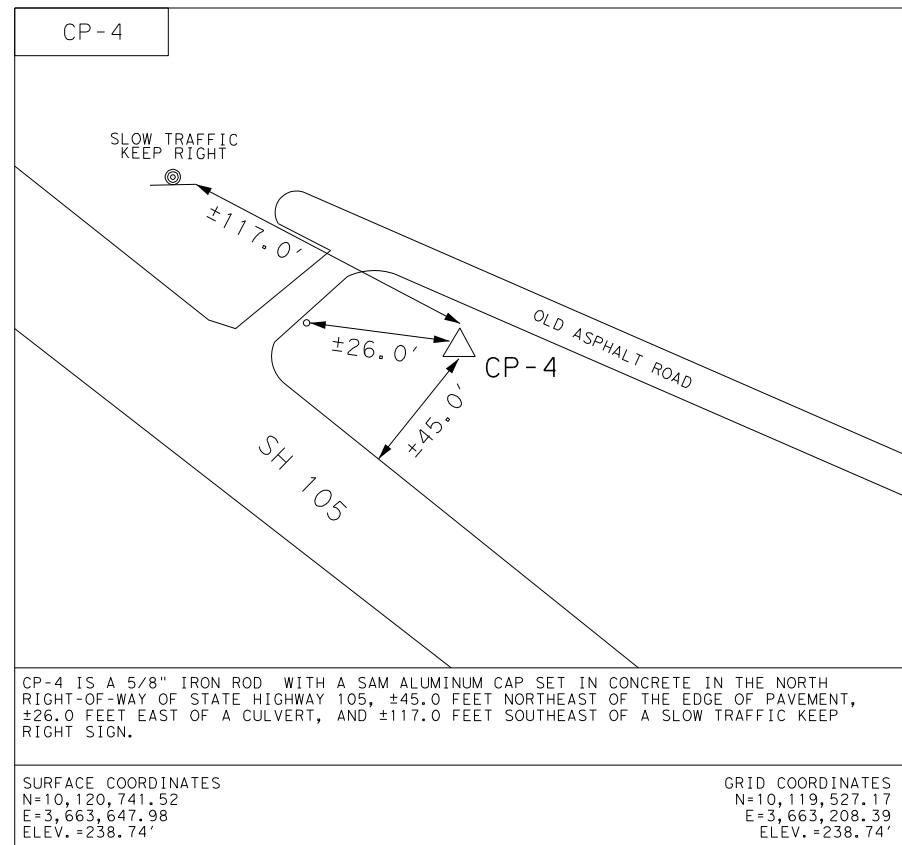 CP-4
SLOW TRAFFIC
KEEP RIGHT
±117.0′
OLD ASPHALT ROAD
±26.0′
CP-4
±45.0′
SH 105
CP-4 IS A 5/8" IRON ROD WITH A SAM ALUMINUM CAP SET IN CONCRETE IN THE NORTH
RIGHT-OF-WAY OF STATE HIGHWAY 105, ±45.0 FEET NORTHEAST OF THE EDGE OF PAVEMENT,
±26.0 FEET EAST OF A CULVERT, AND ±117.0 FEET SOUTHEAST OF A SLOW TRAFFIC KEEP
RIGHT SIGN.
SURFACE COORDINATES
N=10,120,741.52
E=3,663,647.98
ELEV.=238.74′
GRID COORDINATES
N=10,119,527.17
E=3,663,208.39
ELEV.=238.74′